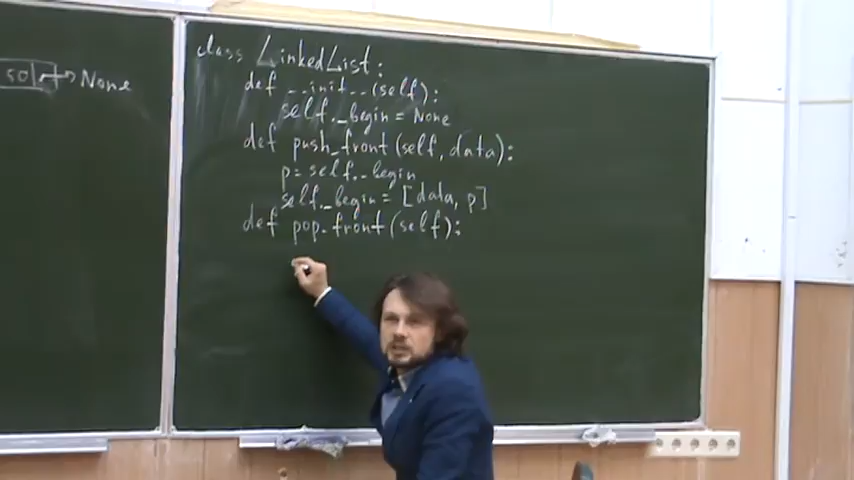 50 → None
class LinkedList:
def __init__(self):
self._begin = None
def push_front(self, data):
p = self._begin
self._begin = [data, p]
def pop_front(self):